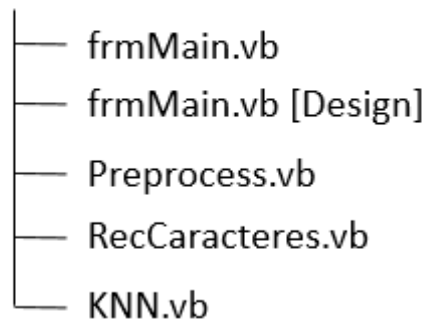 frmMain.vb
frmMain.vb [Design]
Preprocess.vb
RecCaracteres.vb
KNN.vb